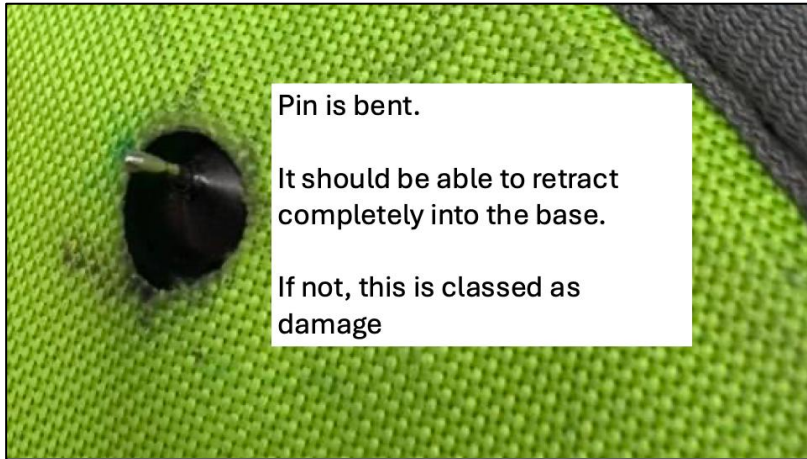 Pin is bent.
It should be able to retract
completely into the base.
If not, this is classed as
damage